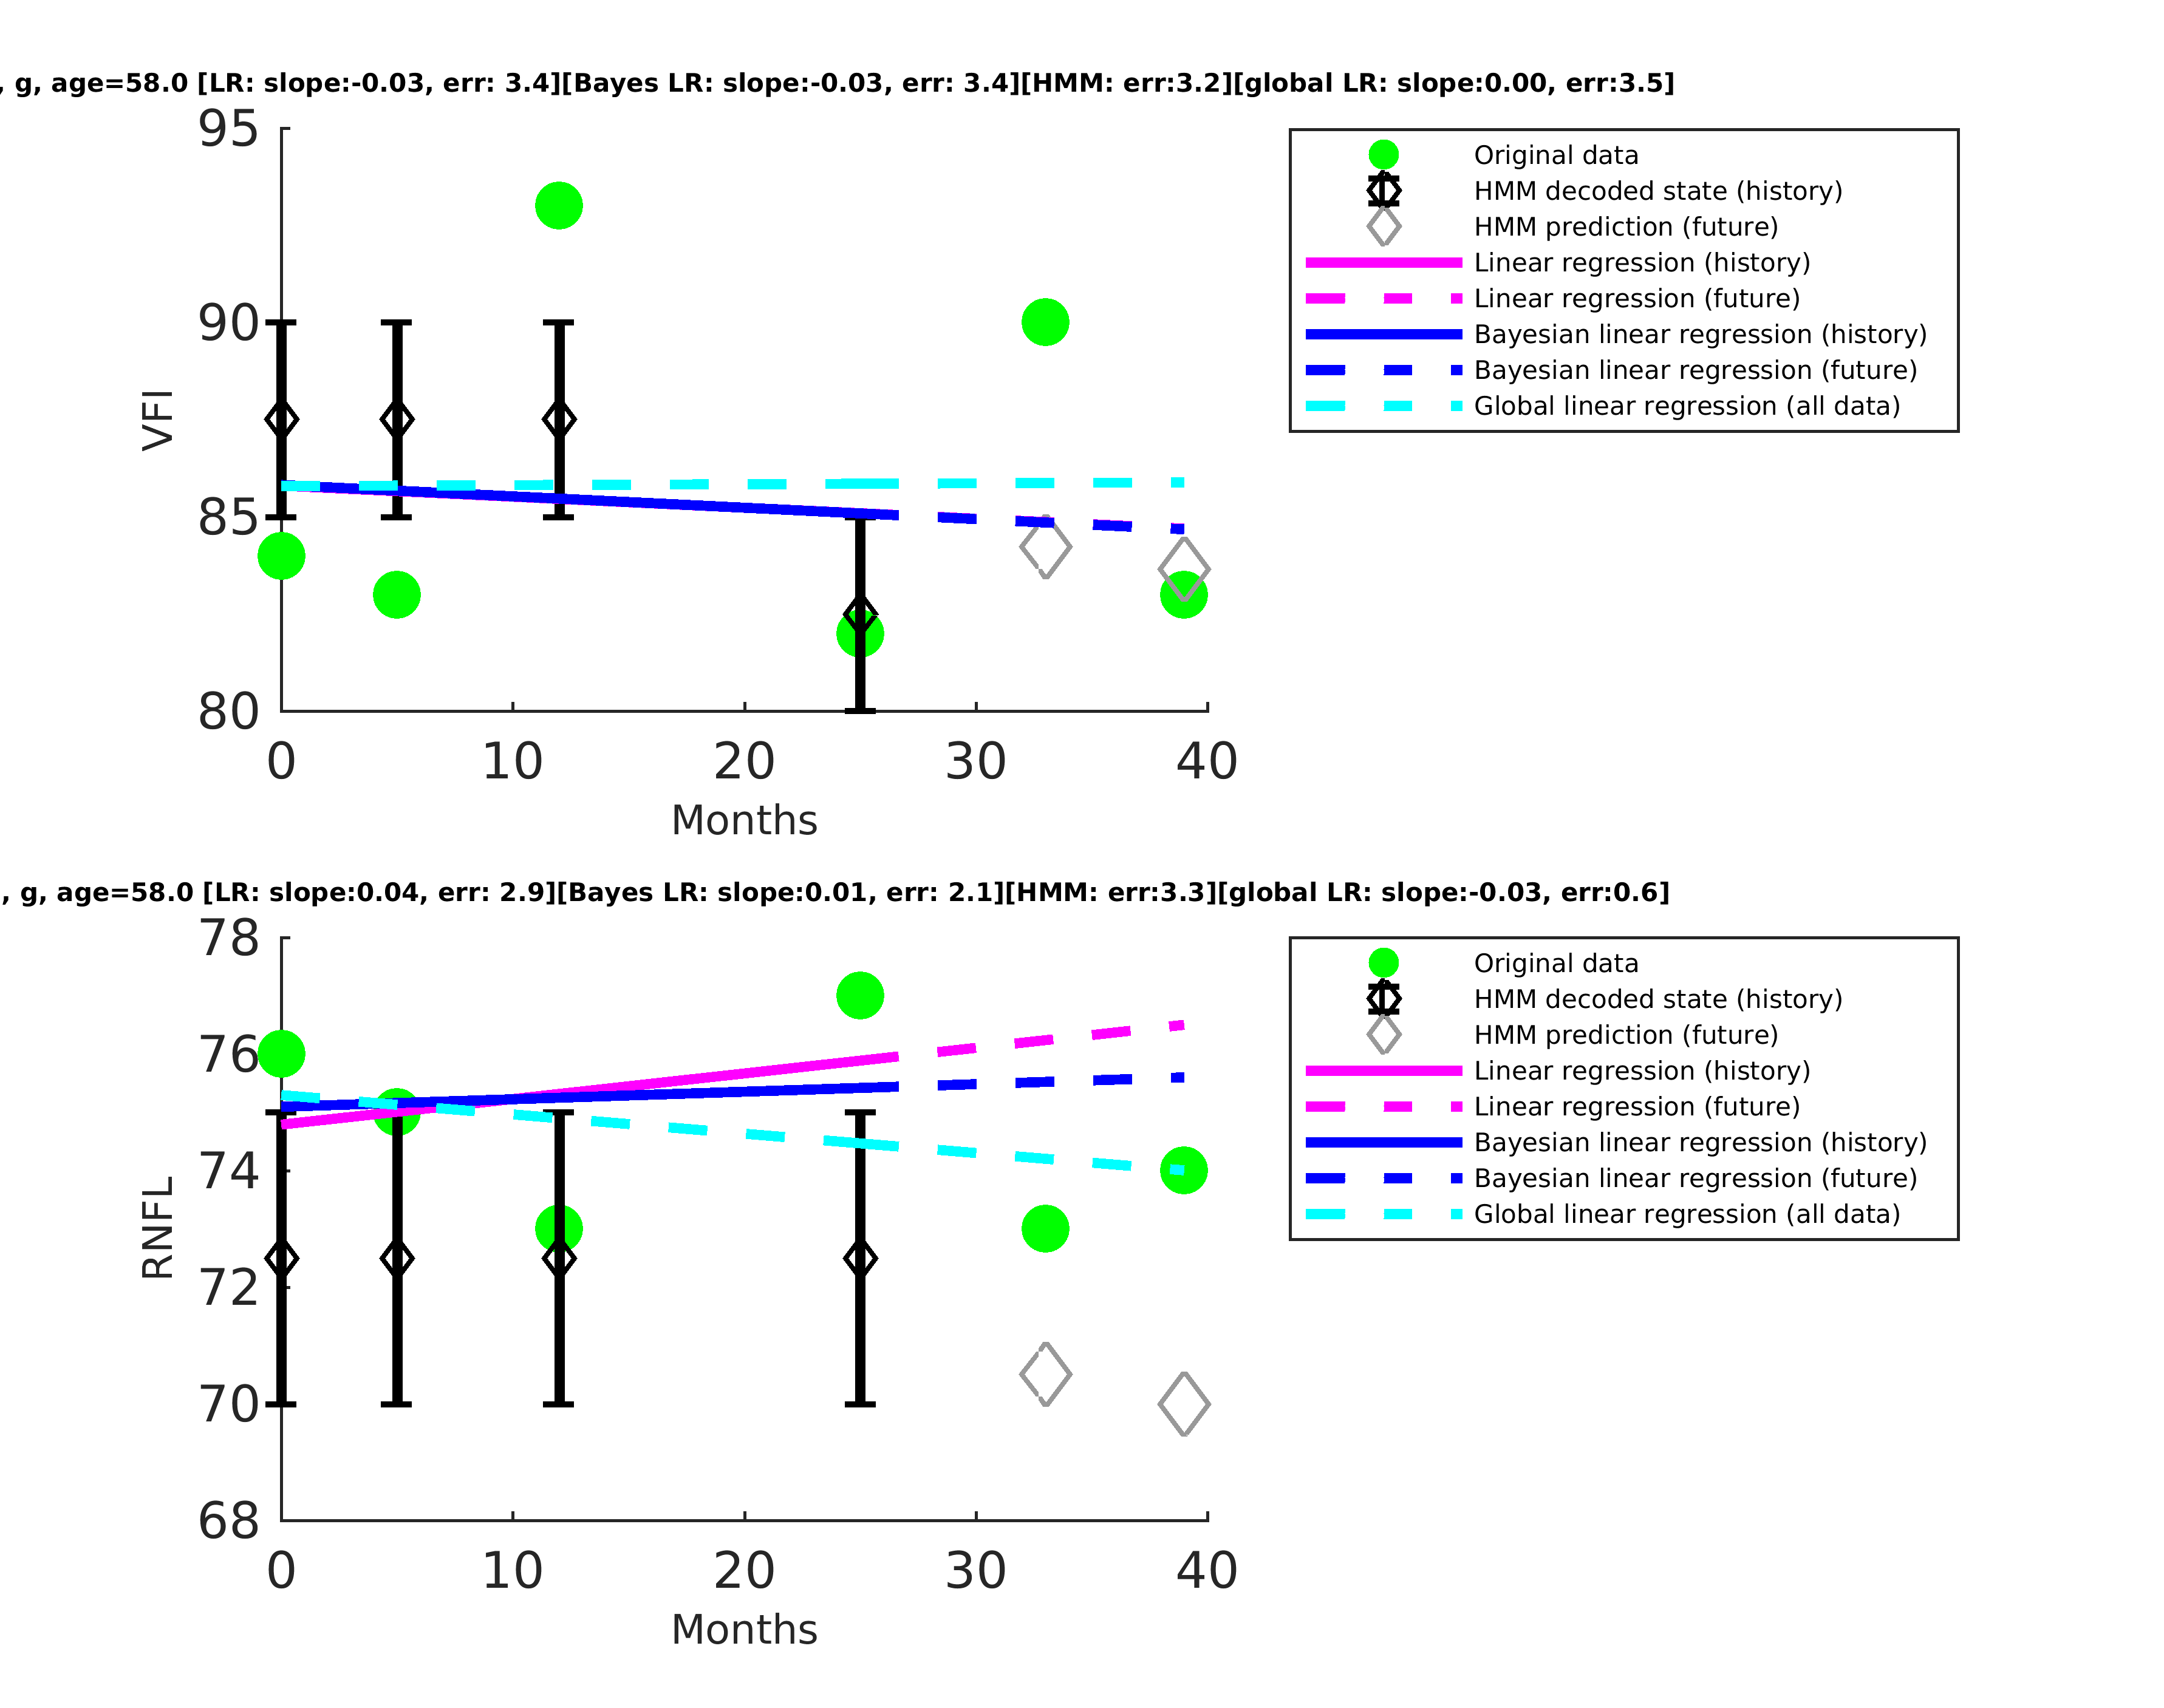 , g, age=58.0 [LR: slope:-0.03, err: 3.4][Bayes LR: slope:-0.03, err: 3.4][HMM: err:3.2][global LR: slope:0.00, err:3.5]
95
90
85
80
VFI
0 10 20 30 40
Months
Original data
HMM decoded state (history)
HMM prediction (future)
Linear regression (history)
Linear regression (future)
Bayesian linear regression (history)
Bayesian linear regression (future)
Global linear regression (all data)
, g, age=58.0 [LR: slope:0.04, err: 2.9][Bayes LR: slope:0.01, err: 2.1][HMM: err:3.3][global LR: slope:-0.03, err:0.6]
78
76
74
72
70
68
RNFL
0 10 20 30 40
Months
Original data
HMM decoded state (history)
HMM prediction (future)
Linear regression (history)
Linear regression (future)
Bayesian linear regression (history)
Bayesian linear regression (future)
Global linear regression (all data)